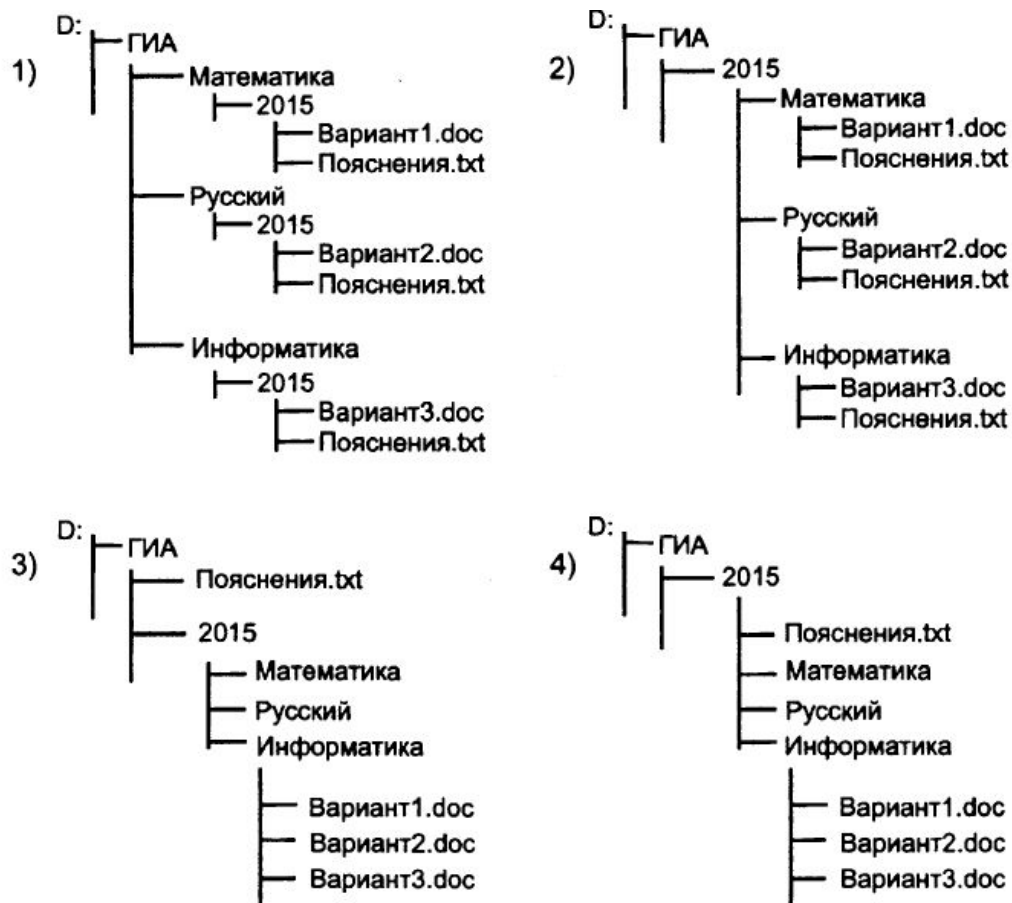 1)
D:
ГИА
Математика
2015
Вариант1.doc
Пояснения.txt
Русский
2015
Вариант2.doc
Пояснения.txt
Информатика
2015
Вариант3.doc
Пояснения.txt
2)
D:
ГИА
2015
Математика
Вариант1.doc
Пояснения.txt
Русский
Вариант2.doc
Пояснения.txt
Информатика
Вариант3.doc
Пояснения.txt
3)
D:
ГИА
Пояснения.txt
2015
Математика
Русский
Информатика
Вариант1.doc
Вариант2.doc
Вариант3.doc
4)
D:
ГИА
2015
Пояснения.txt
Математика
Русский
Информатика
Вариант1.doc
Вариант2.doc
Вариант3.doc